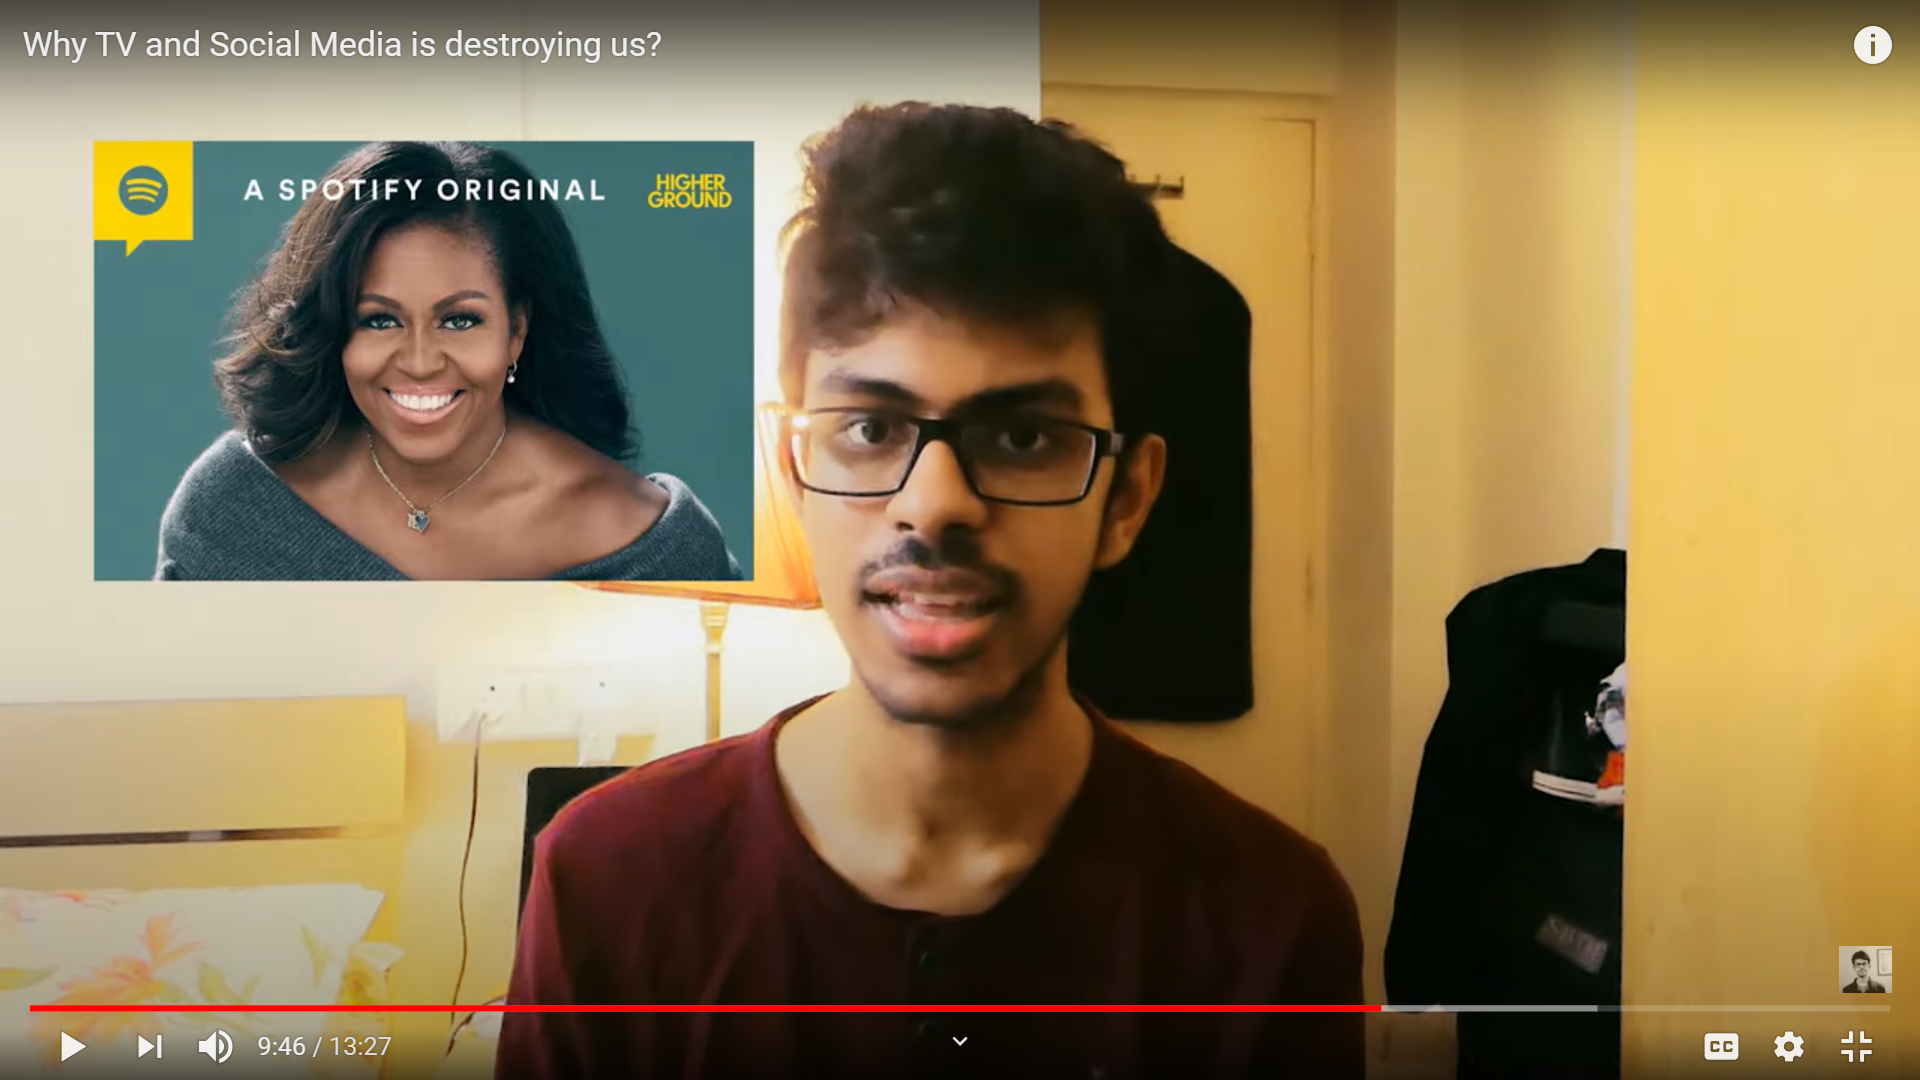 Why TV and Social Media is destroying us?
A SPOTIFY ORIGINAL
HIGHER
GROUND
9:46 / 13:27
CC